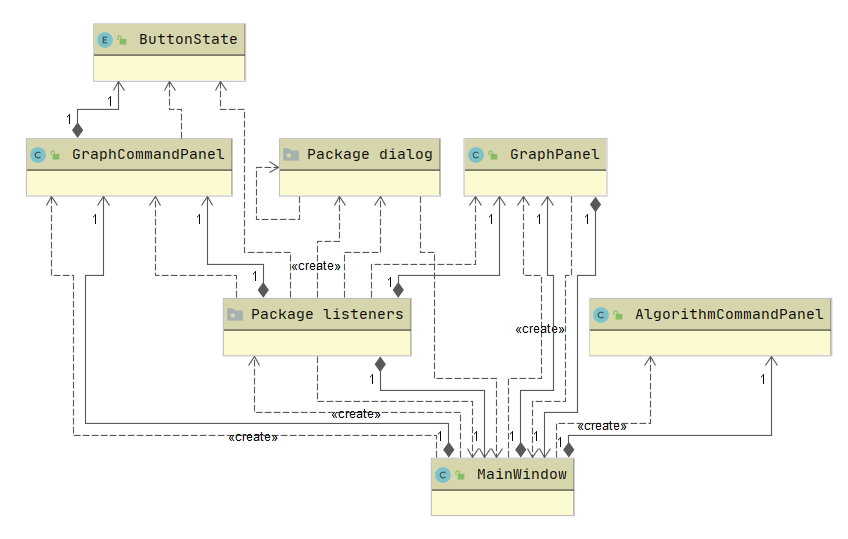 E ButtonState
1
1
C GraphCommandPanel
Package dialog
C GraphPanel
1
1
1
1
1
«create»
1
1
Package listeners
«create»
C AlgorithmCommandPanel
1
1
«create»
«create»
«create»
1
1
1
1
1
C MainWindow